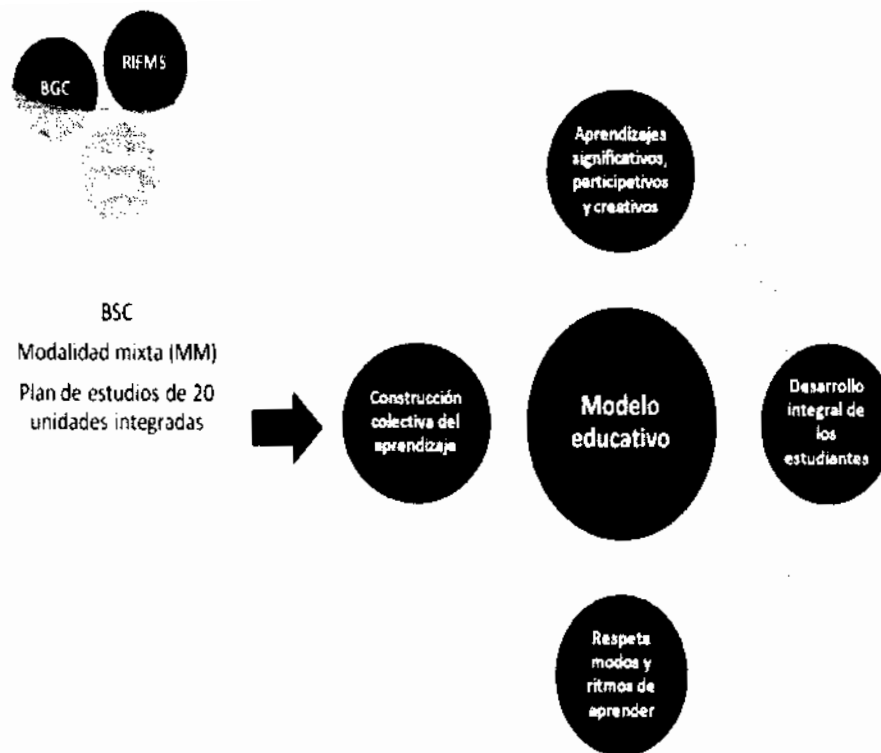 RIEMS
BGC
Aprendizajes
significativos,
participativos
y creativos
BSC
Modalidad mixta (MM)
Plan de estudios de 20
unidades integradas
Construcción
colectiva del
aprendizaje
Modelo
educativo
Desarrollo
integral de
los
estudiantes
Respeta
modos y
ritmos de
aprender